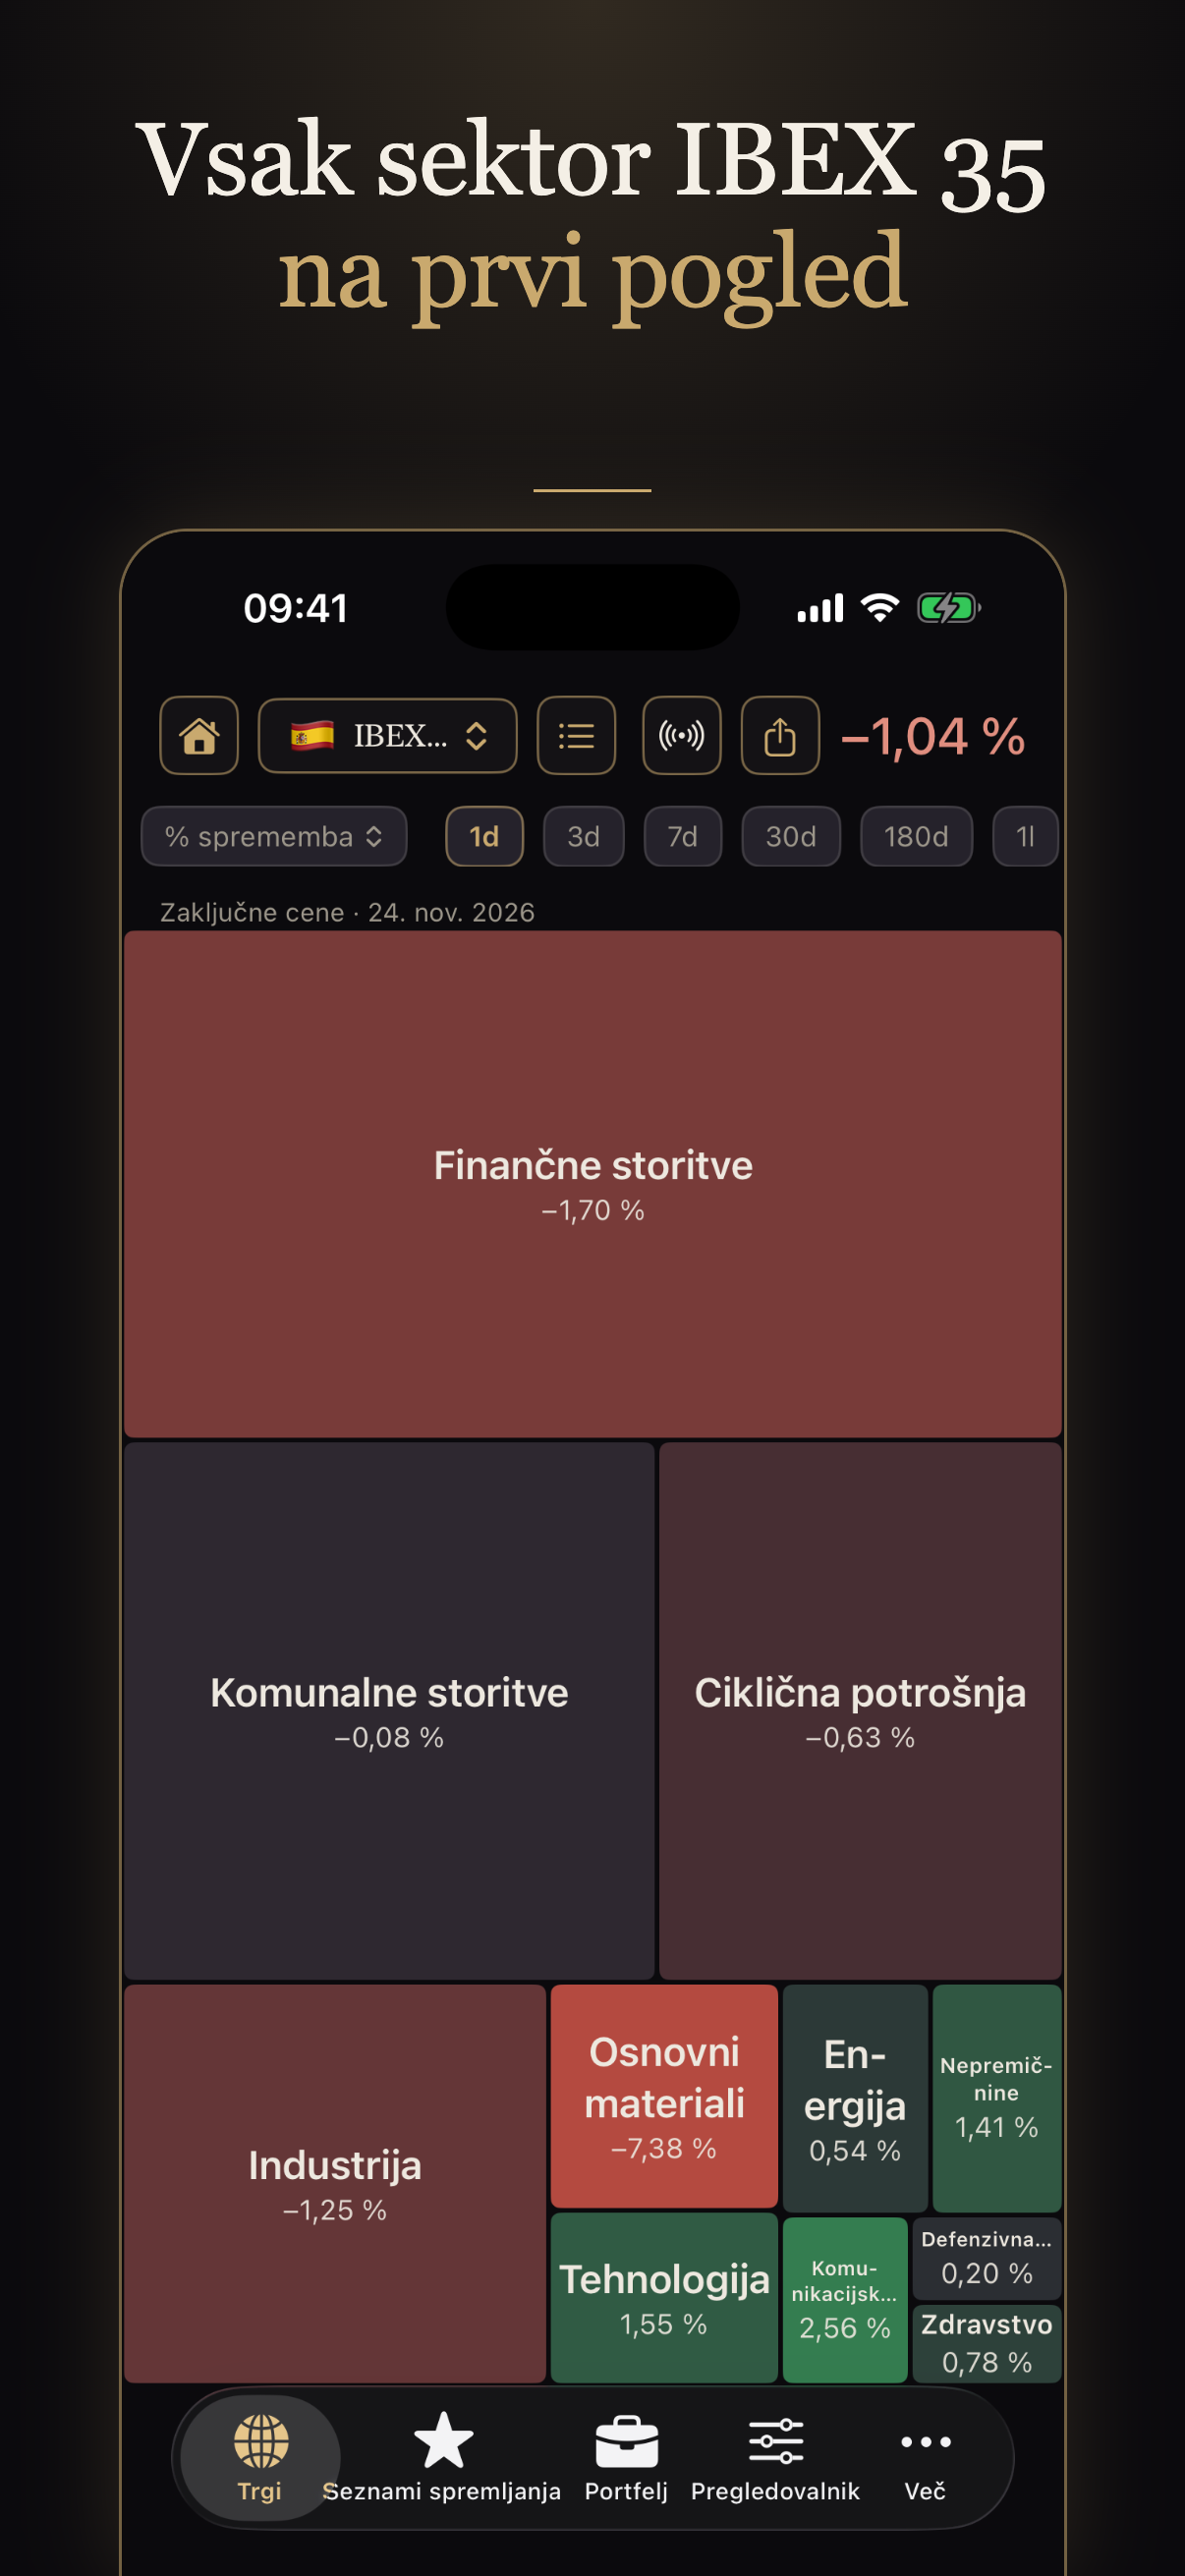 Vsak sektor IBEX 35
na prvi pogled
09:41
IBEX...
−1,04 %
% sprememba
1d
3d
7d
30d
180d
1l
Zaključne cene · 24. nov. 2026
Finančne storitve
−1,70 %
Komunalne storitve
−0,08 %
Ciklična potrošnja
−0,63 %
Industrija
−1,25 %
Osnovni
materiali
−7,38 %
En-
ergija
0,54 %
Nepremič-
nine
1,41 %
Tehnologija
1,55 %
Komu-
nikacijsk...
2,56 %
Defenzivna...
0,20 %
Zdravstvo
0,78 %
Trgi
Seznami spremljanja
Portfelj
Pregledovalnik
Več